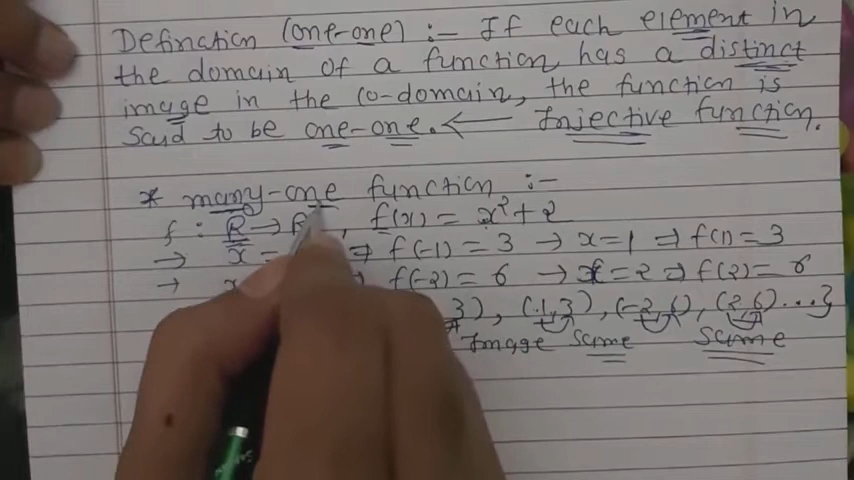 Defination (one-one) :- If each element in
the domain of a function, has a distinct
image in the co-domain, the function is
said to be one-one. ← Injective function.
* many-one function :-
f : R → R , f(x) = x² + 2
→ x = ⇒ f(-1) = 3 → x = 1 ⇒ f(1) = 3
→ x f(-2) = 6 → x = 2 ⇒ f(2) = 6
3), (1,3), (-2,6), (2,6)...}
Image same same